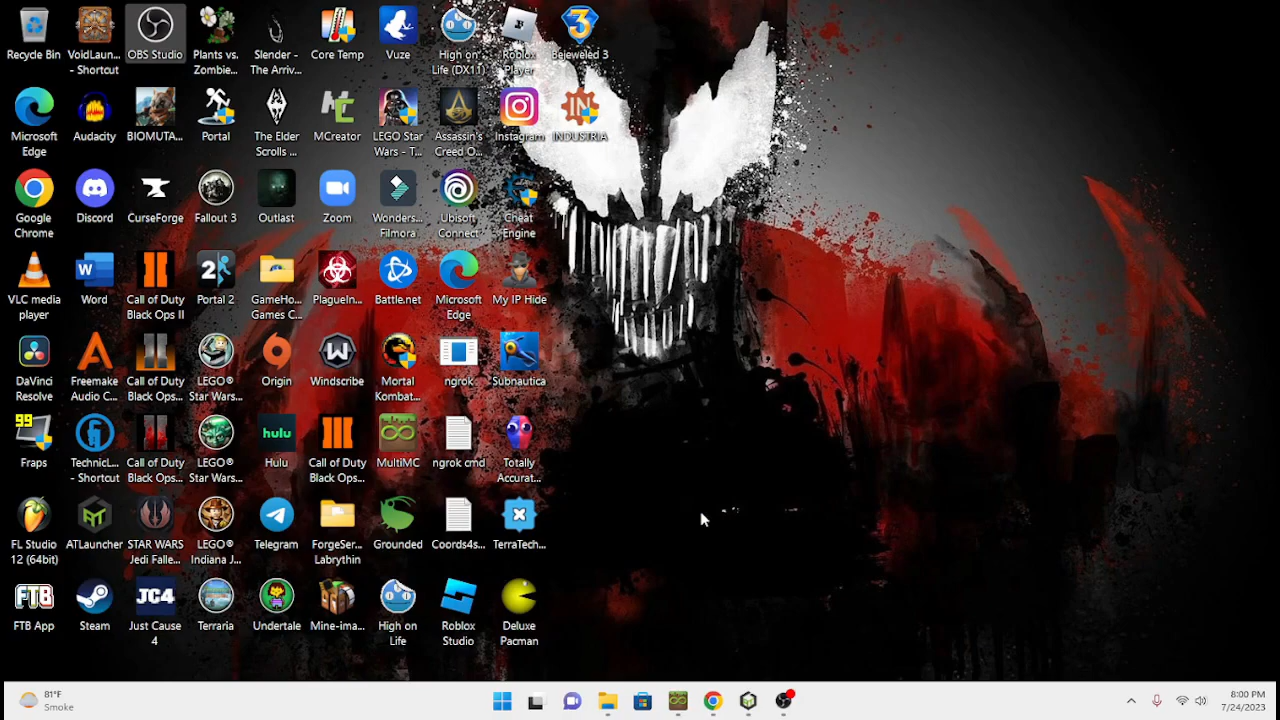 Recycle Bin
VoidLaun...
- Shortcut
OBS Studio
Plants vs.
Zombie...
Slender -
The Arriv...
Core Temp
Vuze
High on
Life (DX11)
Roblox
Player
Bejeweled 3
Microsoft
Edge
Audacity
BIOMUTA...
Portal
The Elder
Scrolls ...
MC
MCreator
LEGO Star
Wars - T...
Assassin's
Creed O...
Instagram
IN
INDUSTRIA
Google
Chrome
Discord
CurseForge
Fallout 3
Outlast
Zoom
Wonders...
Filmora
Ubisoft
Connect
Cheat
Engine
VLC media
player
W
Word
Call of Duty
Black Ops II
2
Portal 2
GameHo...
Games C...
PlagueIn...
Battle.net
Microsoft
Edge
My IP Hide
DaVinci
Resolve
Freemake
Audio C...
Call of Duty
Black Ops...
LEGO®
Star Wars...
Origin
W
Windscribe
Mortal
Kombat...
ngrok
Subnautica
99
Fraps
TechnicL...
- Shortcut
Call of Duty
Black Ops...
LEGO®
Star Wars...
hulu
Hulu
Call of Duty
Black Ops...
MultiMC
ngrok cmd
Totally
Accurat...
FL Studio
12 (64bit)
ATLauncher
STAR WARS
Jedi Falle...
LEGO®
Indiana J...
Telegram
ForgeSer...
Labrythin
Grounded
Coords4s...
TerraTech...
FTB
FTB App
Steam
JC4
Just Cause
4
Terraria
Undertale
Mine-ima...
High on
Life
Roblox
Studio
Deluxe
Pacman
81°F
Smoke
8:00 PM
7/24/2023